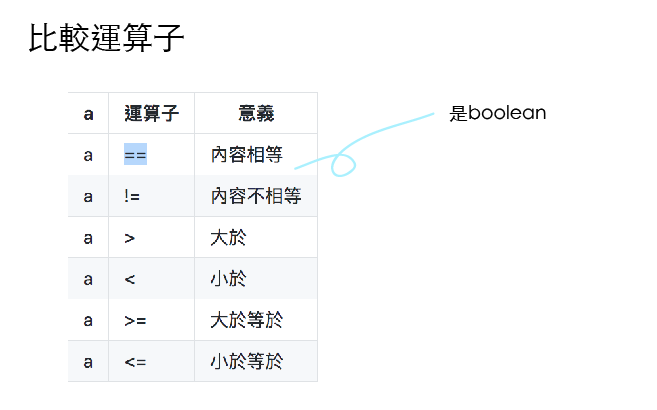 比較運算子
a 運算子 意義
是boolean
a == 內容相等
a != 內容不相等
a > 大於
a < 小於
a >= 大於等於
a <= 小於等於